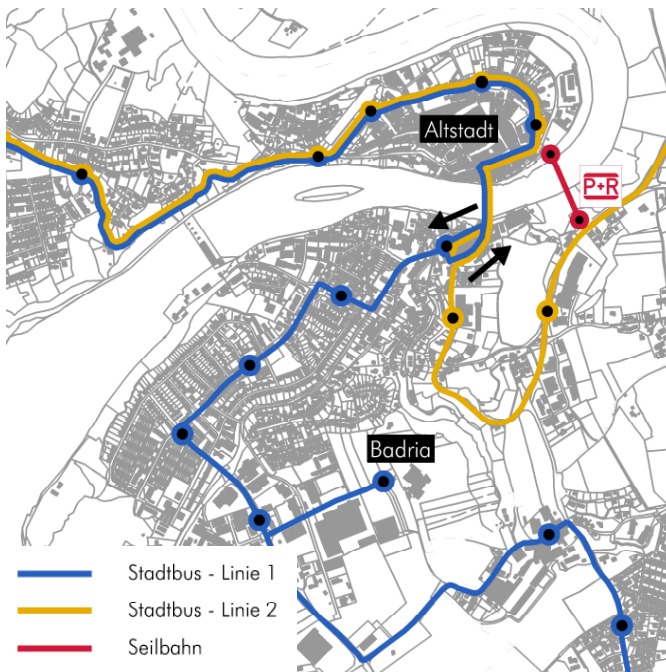 Altstadt
P+R
Badria
Stadtbus - Linie 1
Stadtbus - Linie 2
Seilbahn